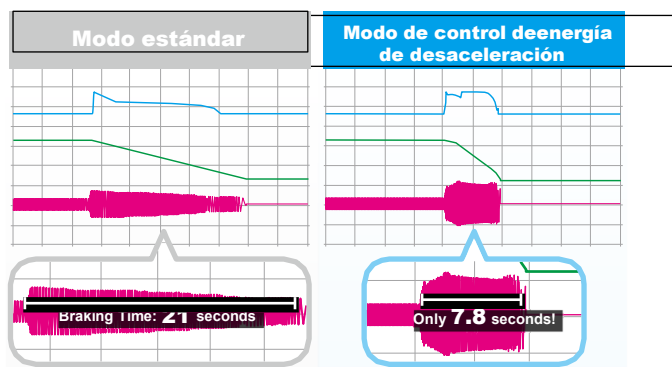 Modo estándar
Modo de control deenergía
de desaceleración
Braking Time: 21 seconds
Only 7.8 seconds!